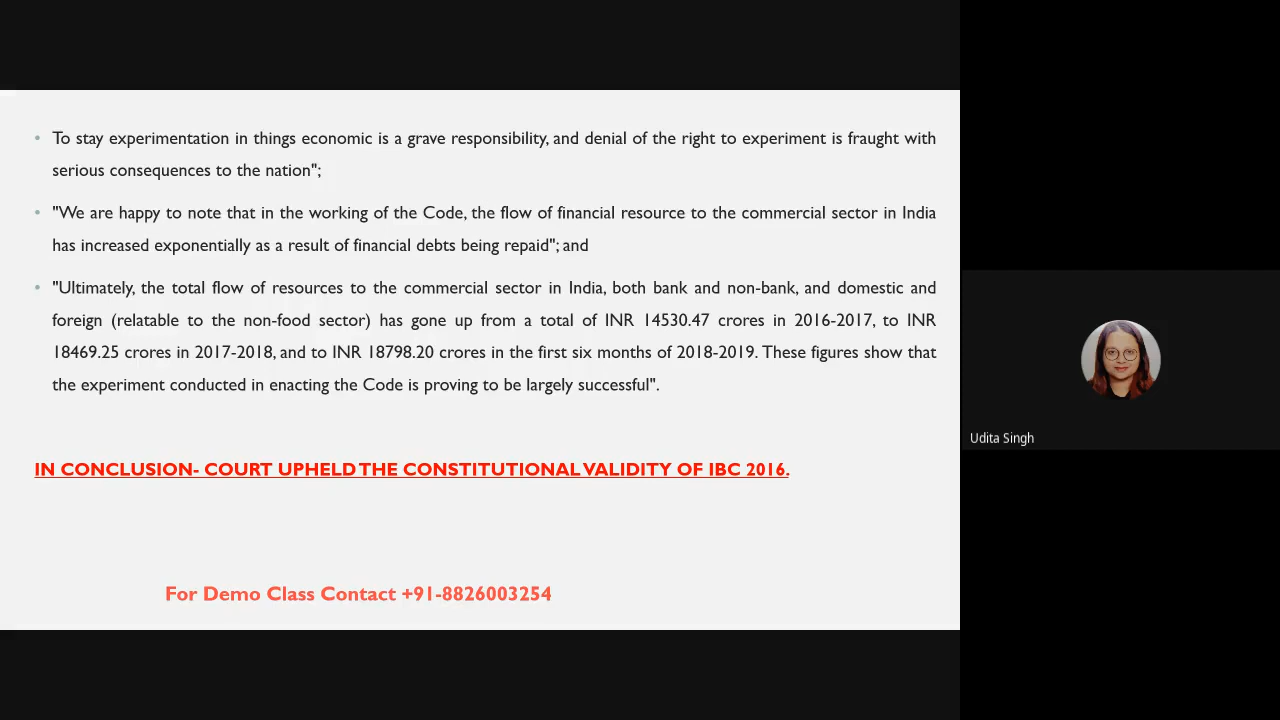 To stay experimentation in things economic is a grave responsibility, and denial of the right to experiment is fraught with
serious consequences to the nation";
"We are happy to note that in the working of the Code, the flow of financial resource to the commercial sector in India
has increased exponentially as a result of financial debts being repaid"; and
"Ultimately, the total flow of resources to the commercial sector in India, both bank and non-bank, and domestic and
foreign (relatable to the non-food sector) has gone up from a total of INR 14530.47 crores in 2016-2017, to INR
18469.25 crores in 2017-2018, and to INR 18798.20 crores in the first six months of 2018-2019. These figures show that
the experiment conducted in enacting the Code is proving to be largely successful".
IN CONCLUSION- COURT UPHELD THE CONSTITUTIONAL VALIDITY OF IBC 2016.
For Demo Class Contact +91-8826003254
Udita Singh